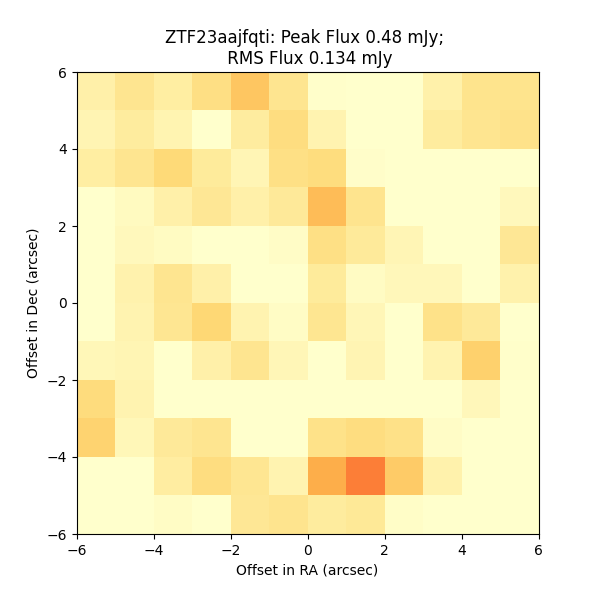 ZTF23aajfqti: Peak Flux 0.48 mJy;
RMS Flux 0.134 mJy
6
4
2
0
−2
−4
−6
Offset in Dec (arcsec)
−6 −4 −2 0 2 4 6
Offset in RA (arcsec)